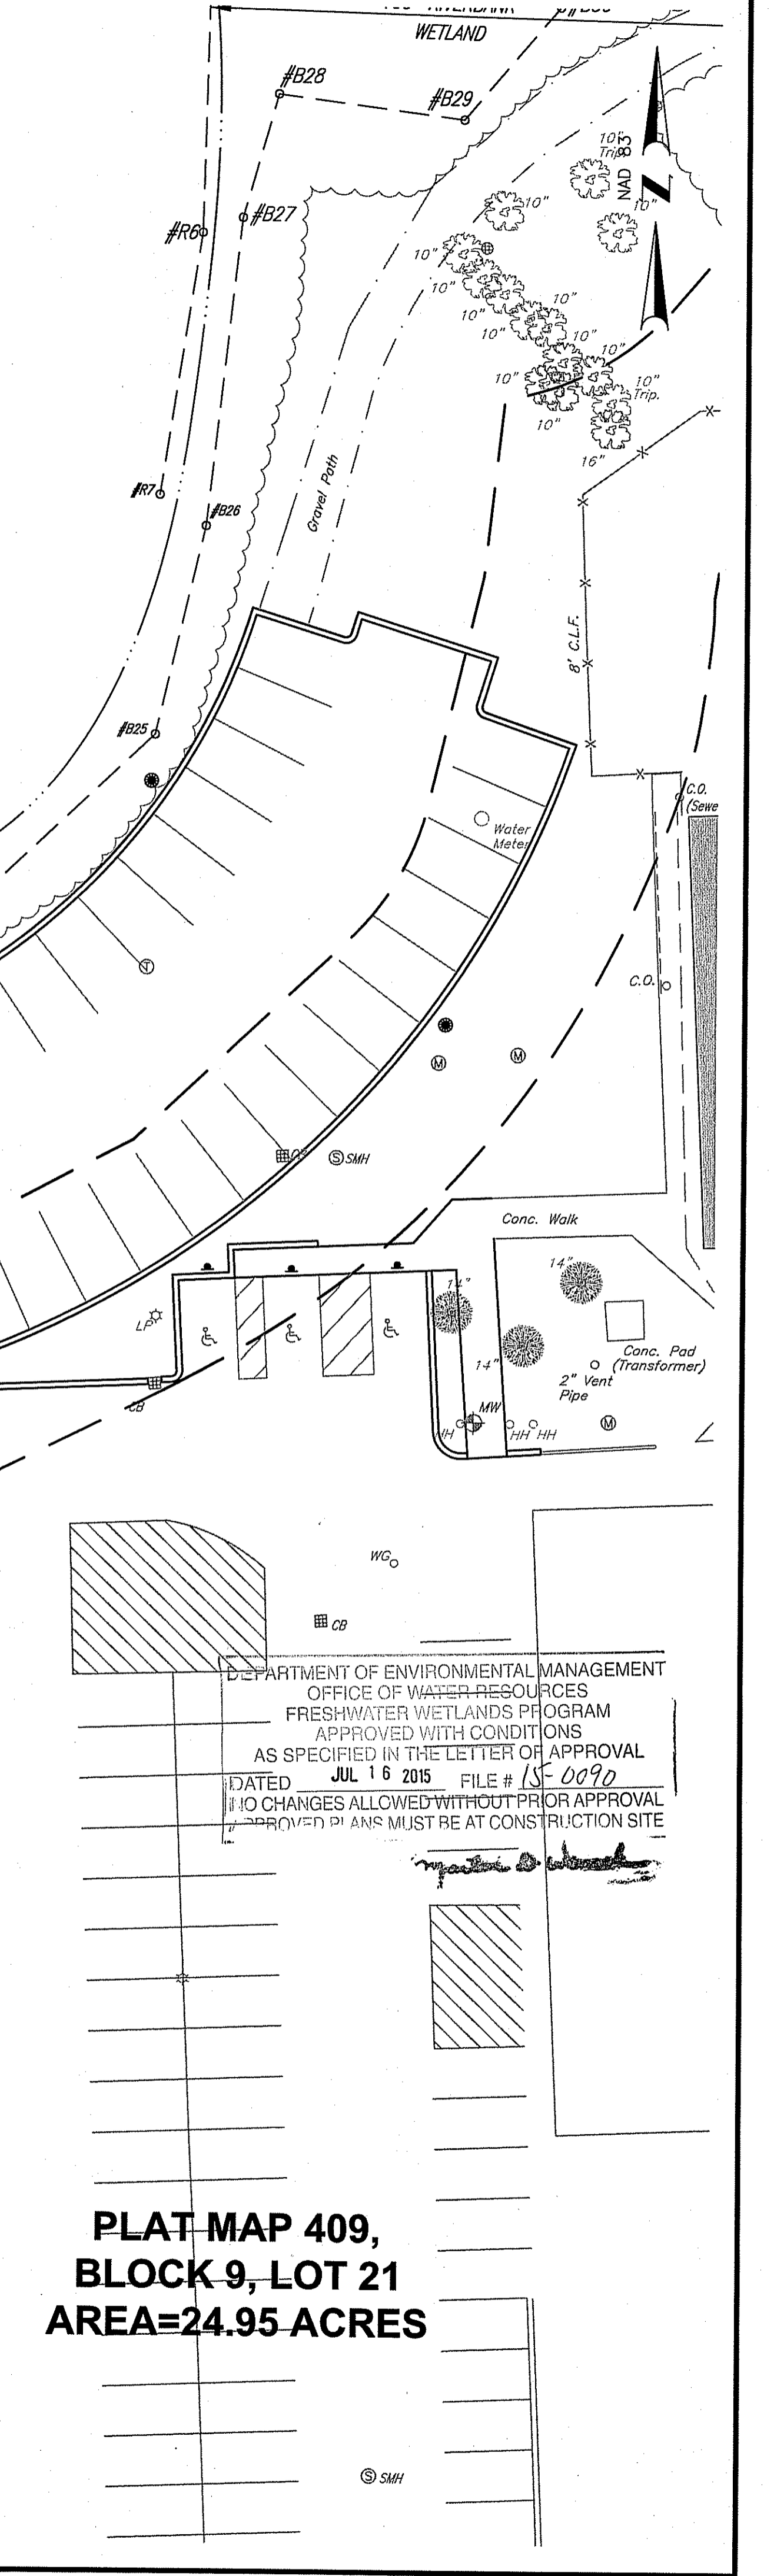 WETLAND
#B28
#B29
10"
Trip.
NAD 83
N
10"
10"
#B27
#R6
10"
10"
10"
10"
10"
10"
10"
10"
10"
10"
Trip.
10"
16"
Gravel Path
#R7
#B26
8' C.L.F.
#B25
C.O.
(Sewe
Water
Meter
T
C.O.
M
M
S SMH
Conc. Walk
14"
14"
LP
14"
Conc. Pad
(Transformer)
2" Vent
Pipe
CB
MW
HH HH
M
WG
CB
DEPARTMENT OF ENVIRONMENTAL MANAGEMENT
OFFICE OF WATER RESOURCES
FRESHWATER WETLANDS PROGRAM
APPROVED WITH CONDITIONS
AS SPECIFIED IN THE LETTER OF APPROVAL
DATED JUL 16 2015 FILE # 15-0090
NO CHANGES ALLOWED WITHOUT PRIOR APPROVAL
APPROVED PLANS MUST BE AT CONSTRUCTION SITE
PLAT MAP 409,
BLOCK 9, LOT 21
AREA=24.95 ACRES
S SMH